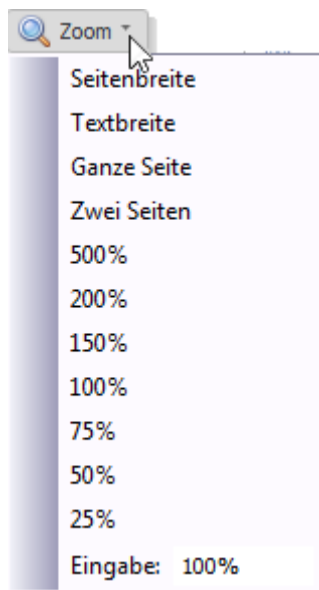 Zoom
Seitenbreite
Textbreite
Ganze Seite
Zwei Seiten
500%
200%
150%
100%
75%
50%
25%
Eingabe: 100%